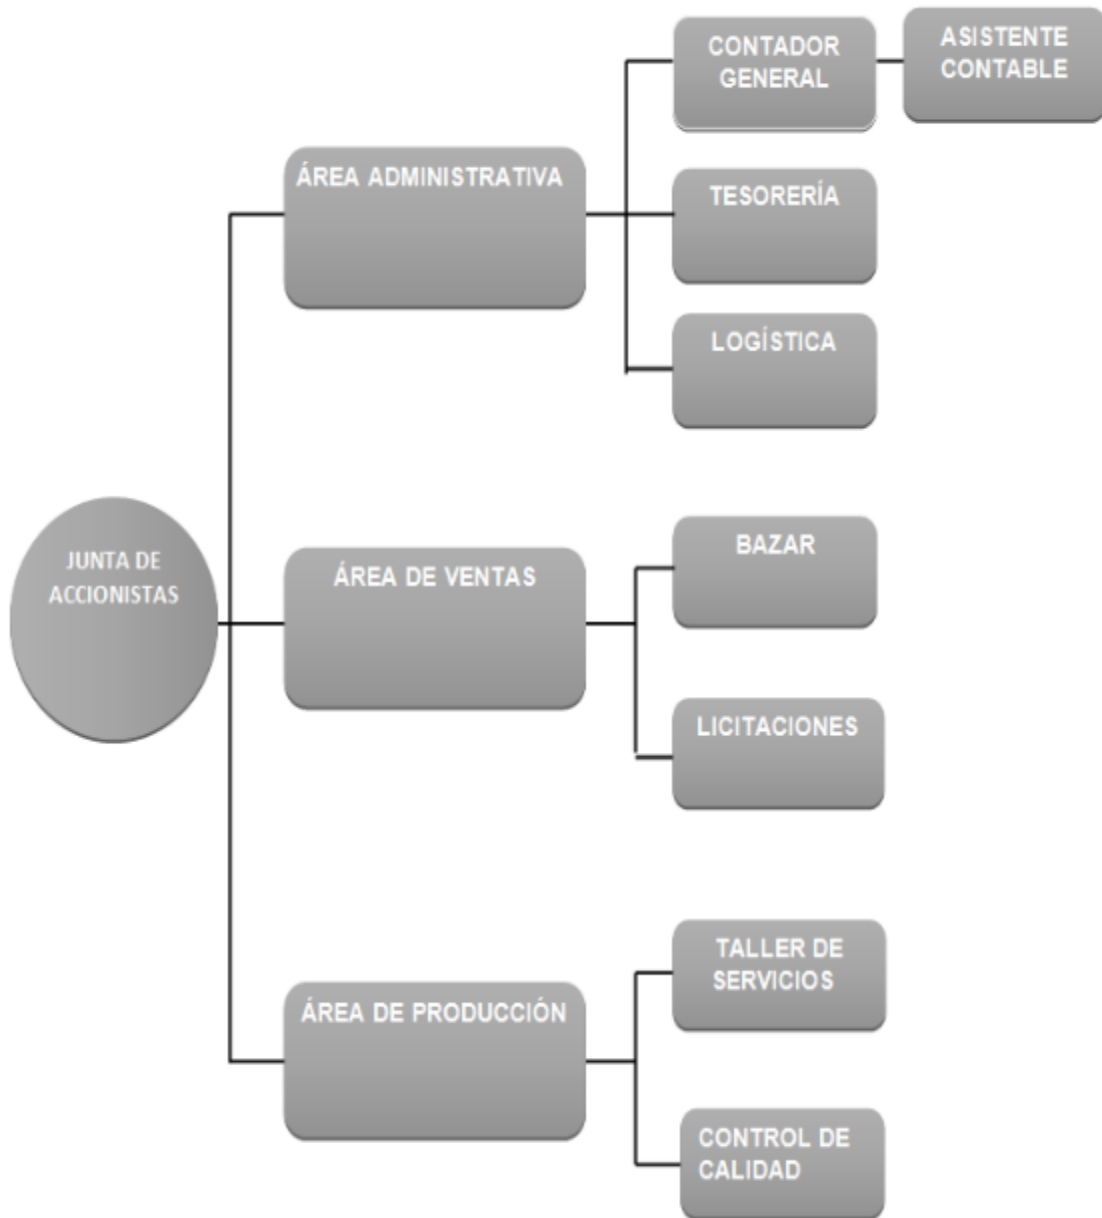 CONTADOR
GENERAL
ASISTENTE
CONTABLE
ÁREA ADMINISTRATIVA
TESORERÍA
LOGÍSTICA
JUNTA DE
ACCIONISTAS
ÁREA DE VENTAS
BAZAR
LICITACIONES
ÁREA DE PRODUCCIÓN
TALLER DE
SERVICIOS
CONTROL DE
CALIDAD